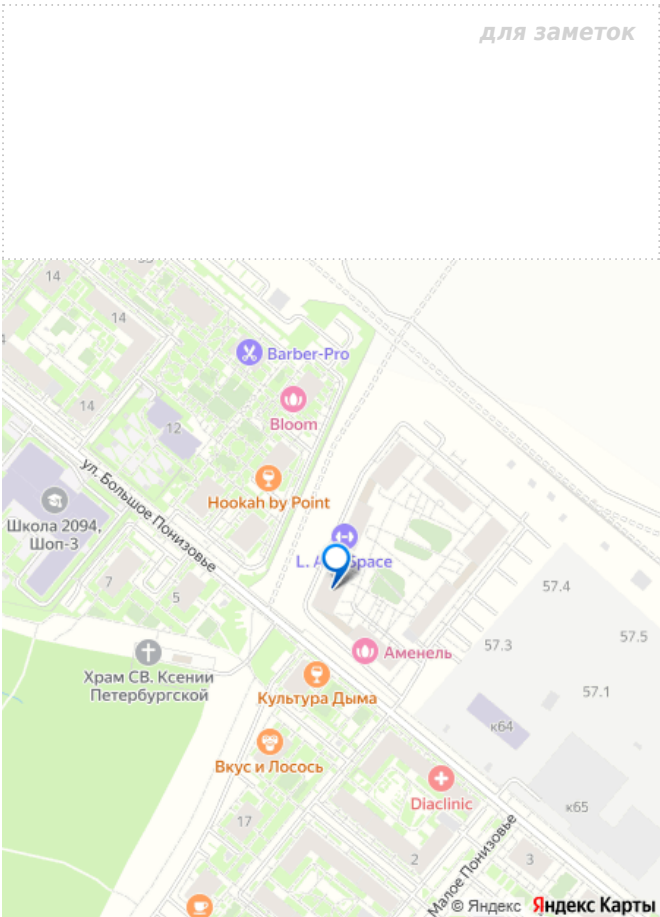 для заметок
14
14
Barber-Pro
14
Bloom
12
ул. Большое Понизовье
Hookah by Point
Школа 2094,
Шоп-3
7
5
57.4
57.3
57.5
Аменель
Храм СВ. Ксении
Петербургской
57.1
Культура Дыма
к64
Вкус и Лосось
Diaclinic
к65
17
2
3
Малое Понизовье
© Яндекс Яндекс Карты